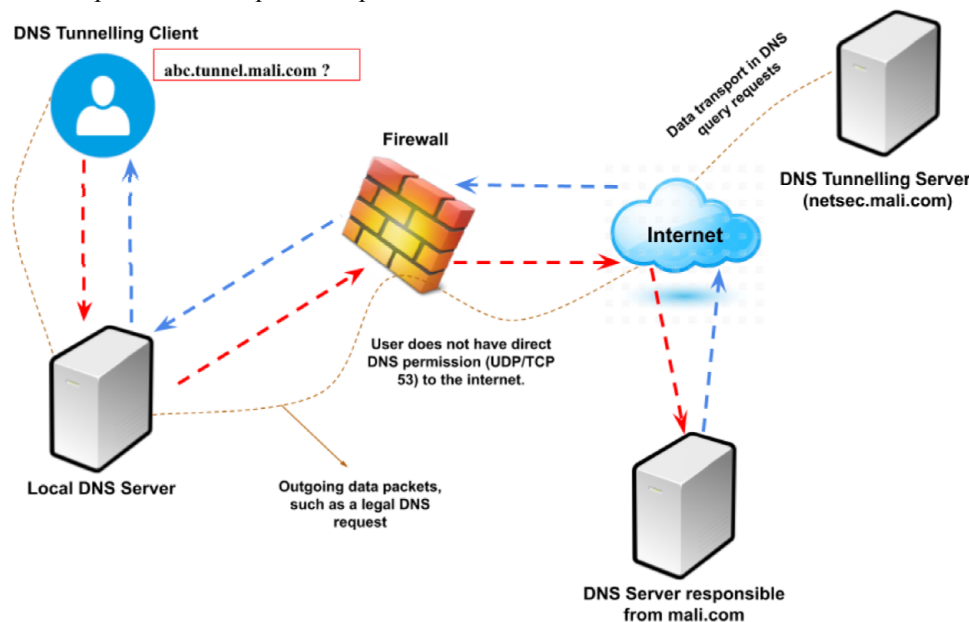 DNS Tunnelling Client
abc.tunnel.mali.com ?
Firewall
Data transport in DNS
query requests
DNS Tunnelling Server
(netsec.mali.com)
Internet
User does not have direct
DNS permission (UDP/TCP
53) to the internet.
Local DNS Server
Outgoing data packets,
such as a legal DNS
request
DNS Server responsible
from mali.com